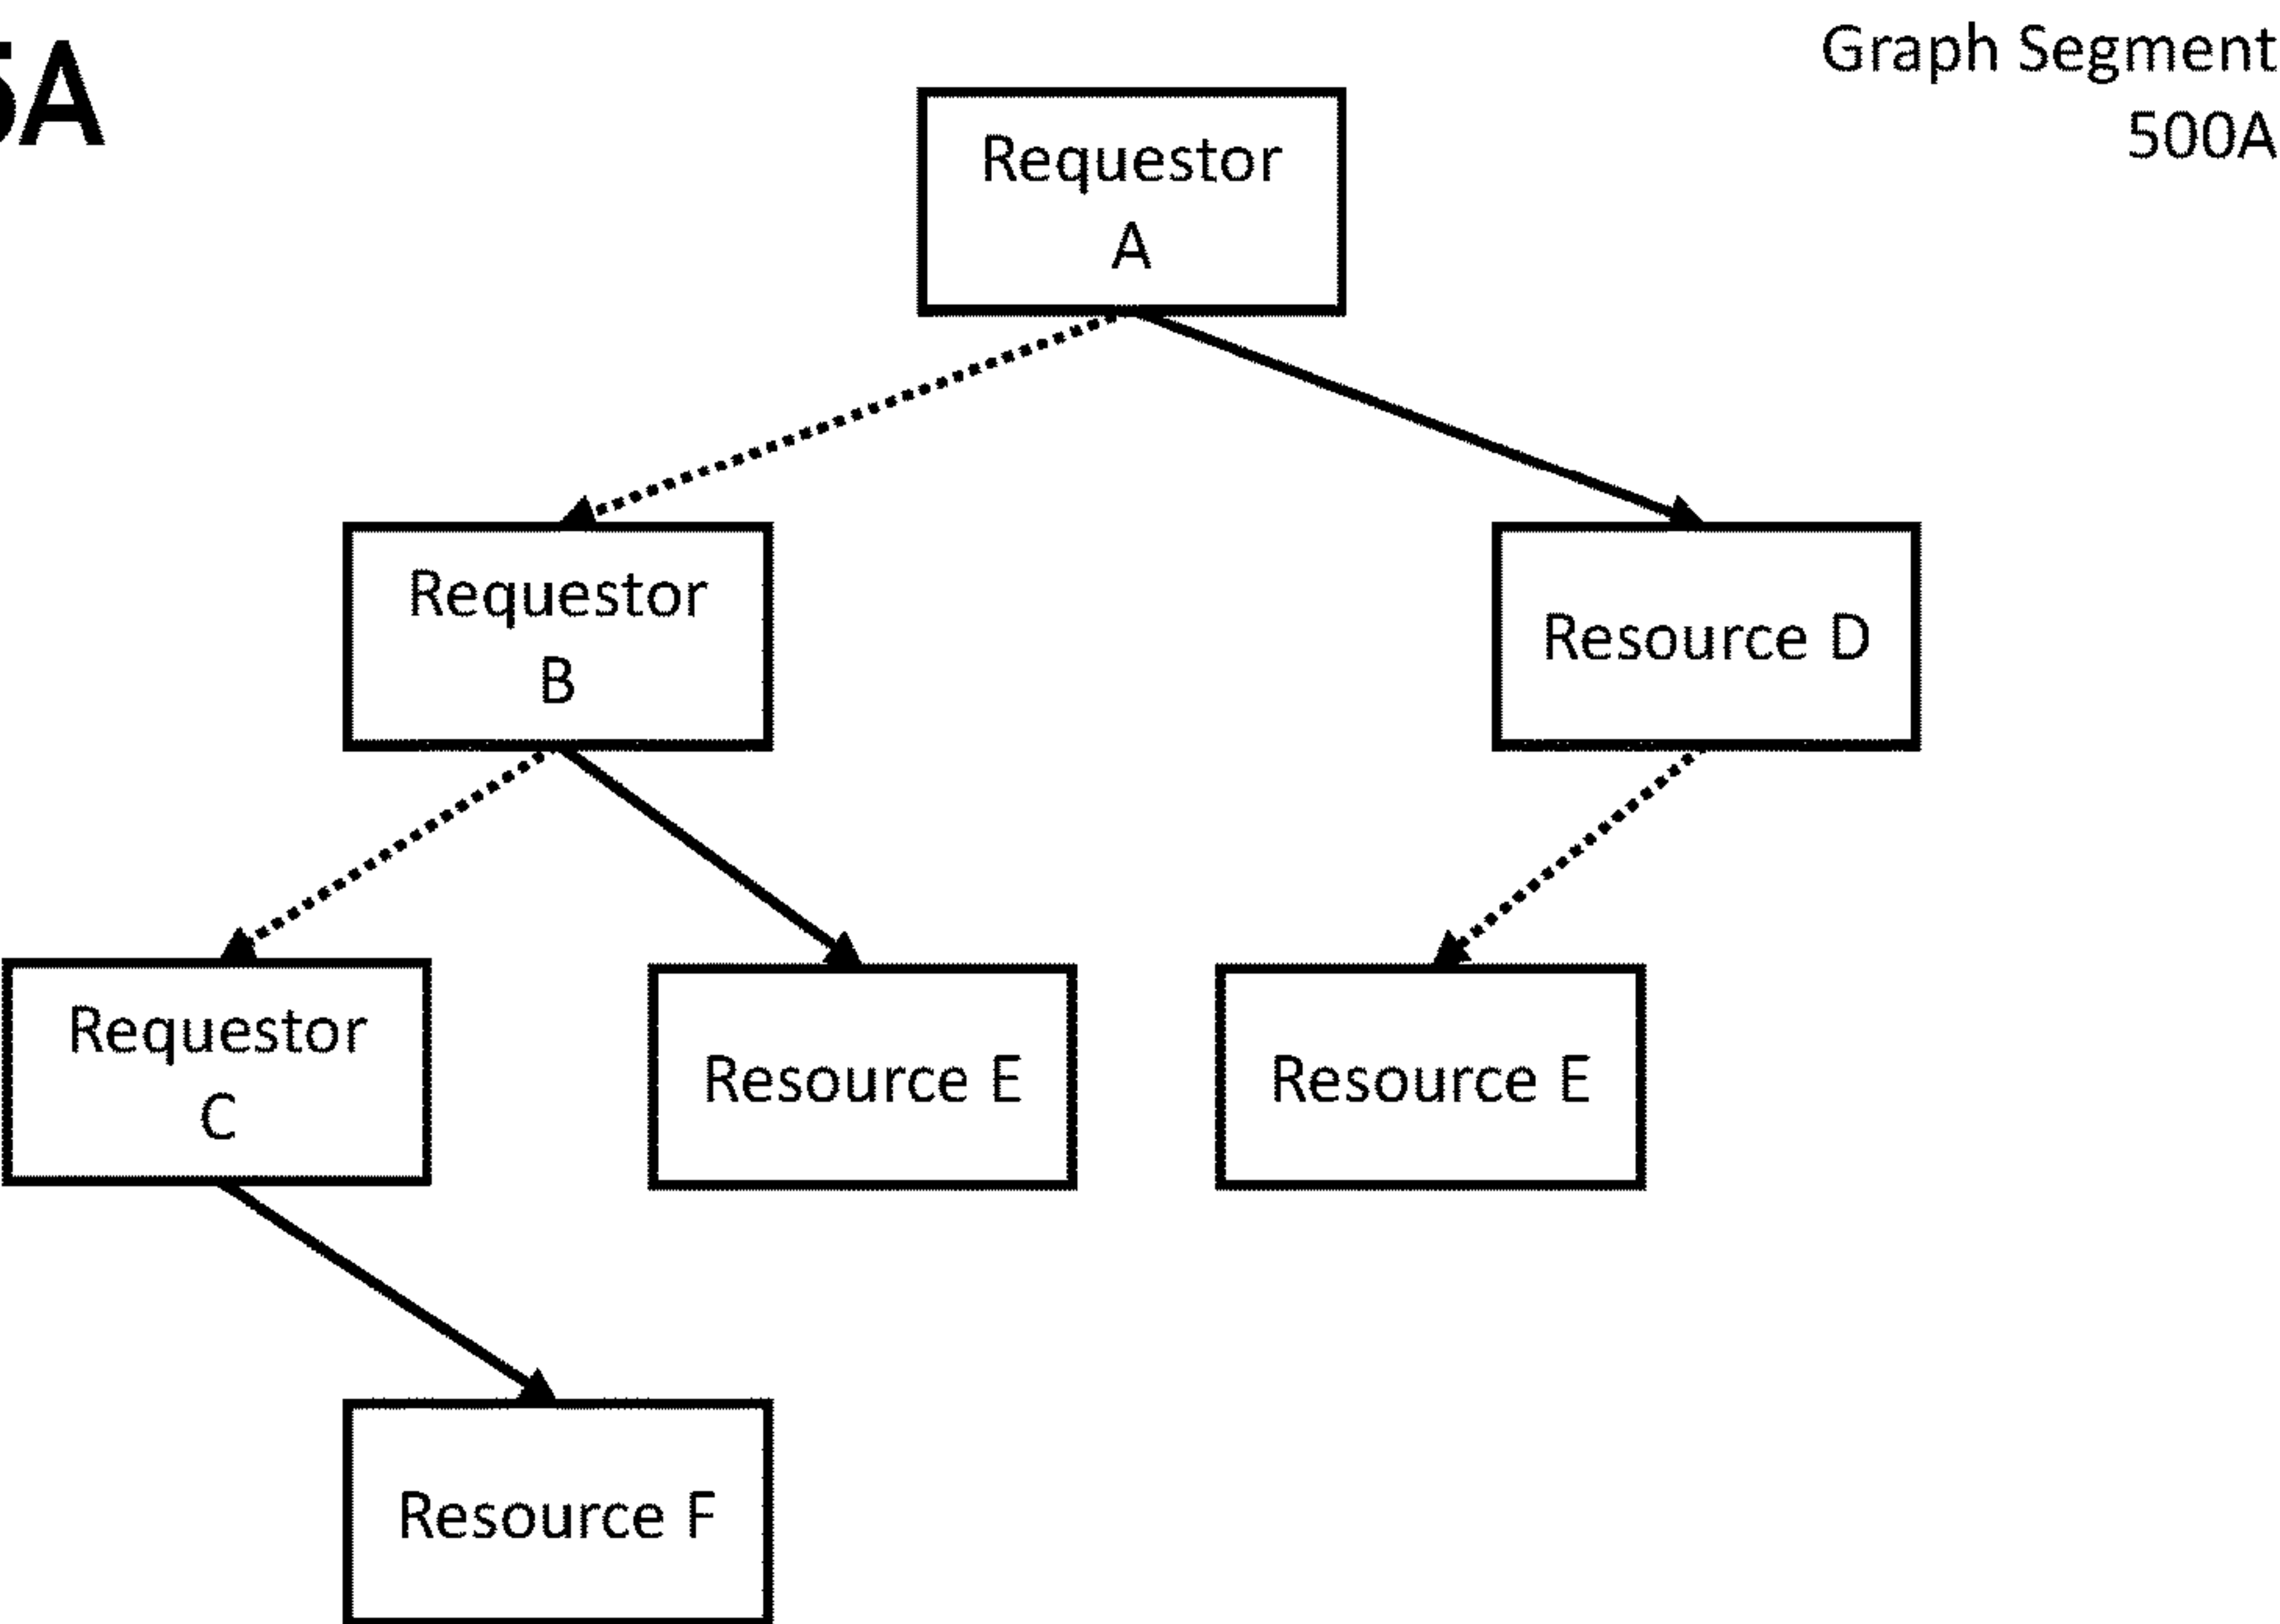 5A
Graph Segment
500A
Requestor
A
Requestor
B
Resource D
Requestor
C
Resource E
Resource E
Resource F